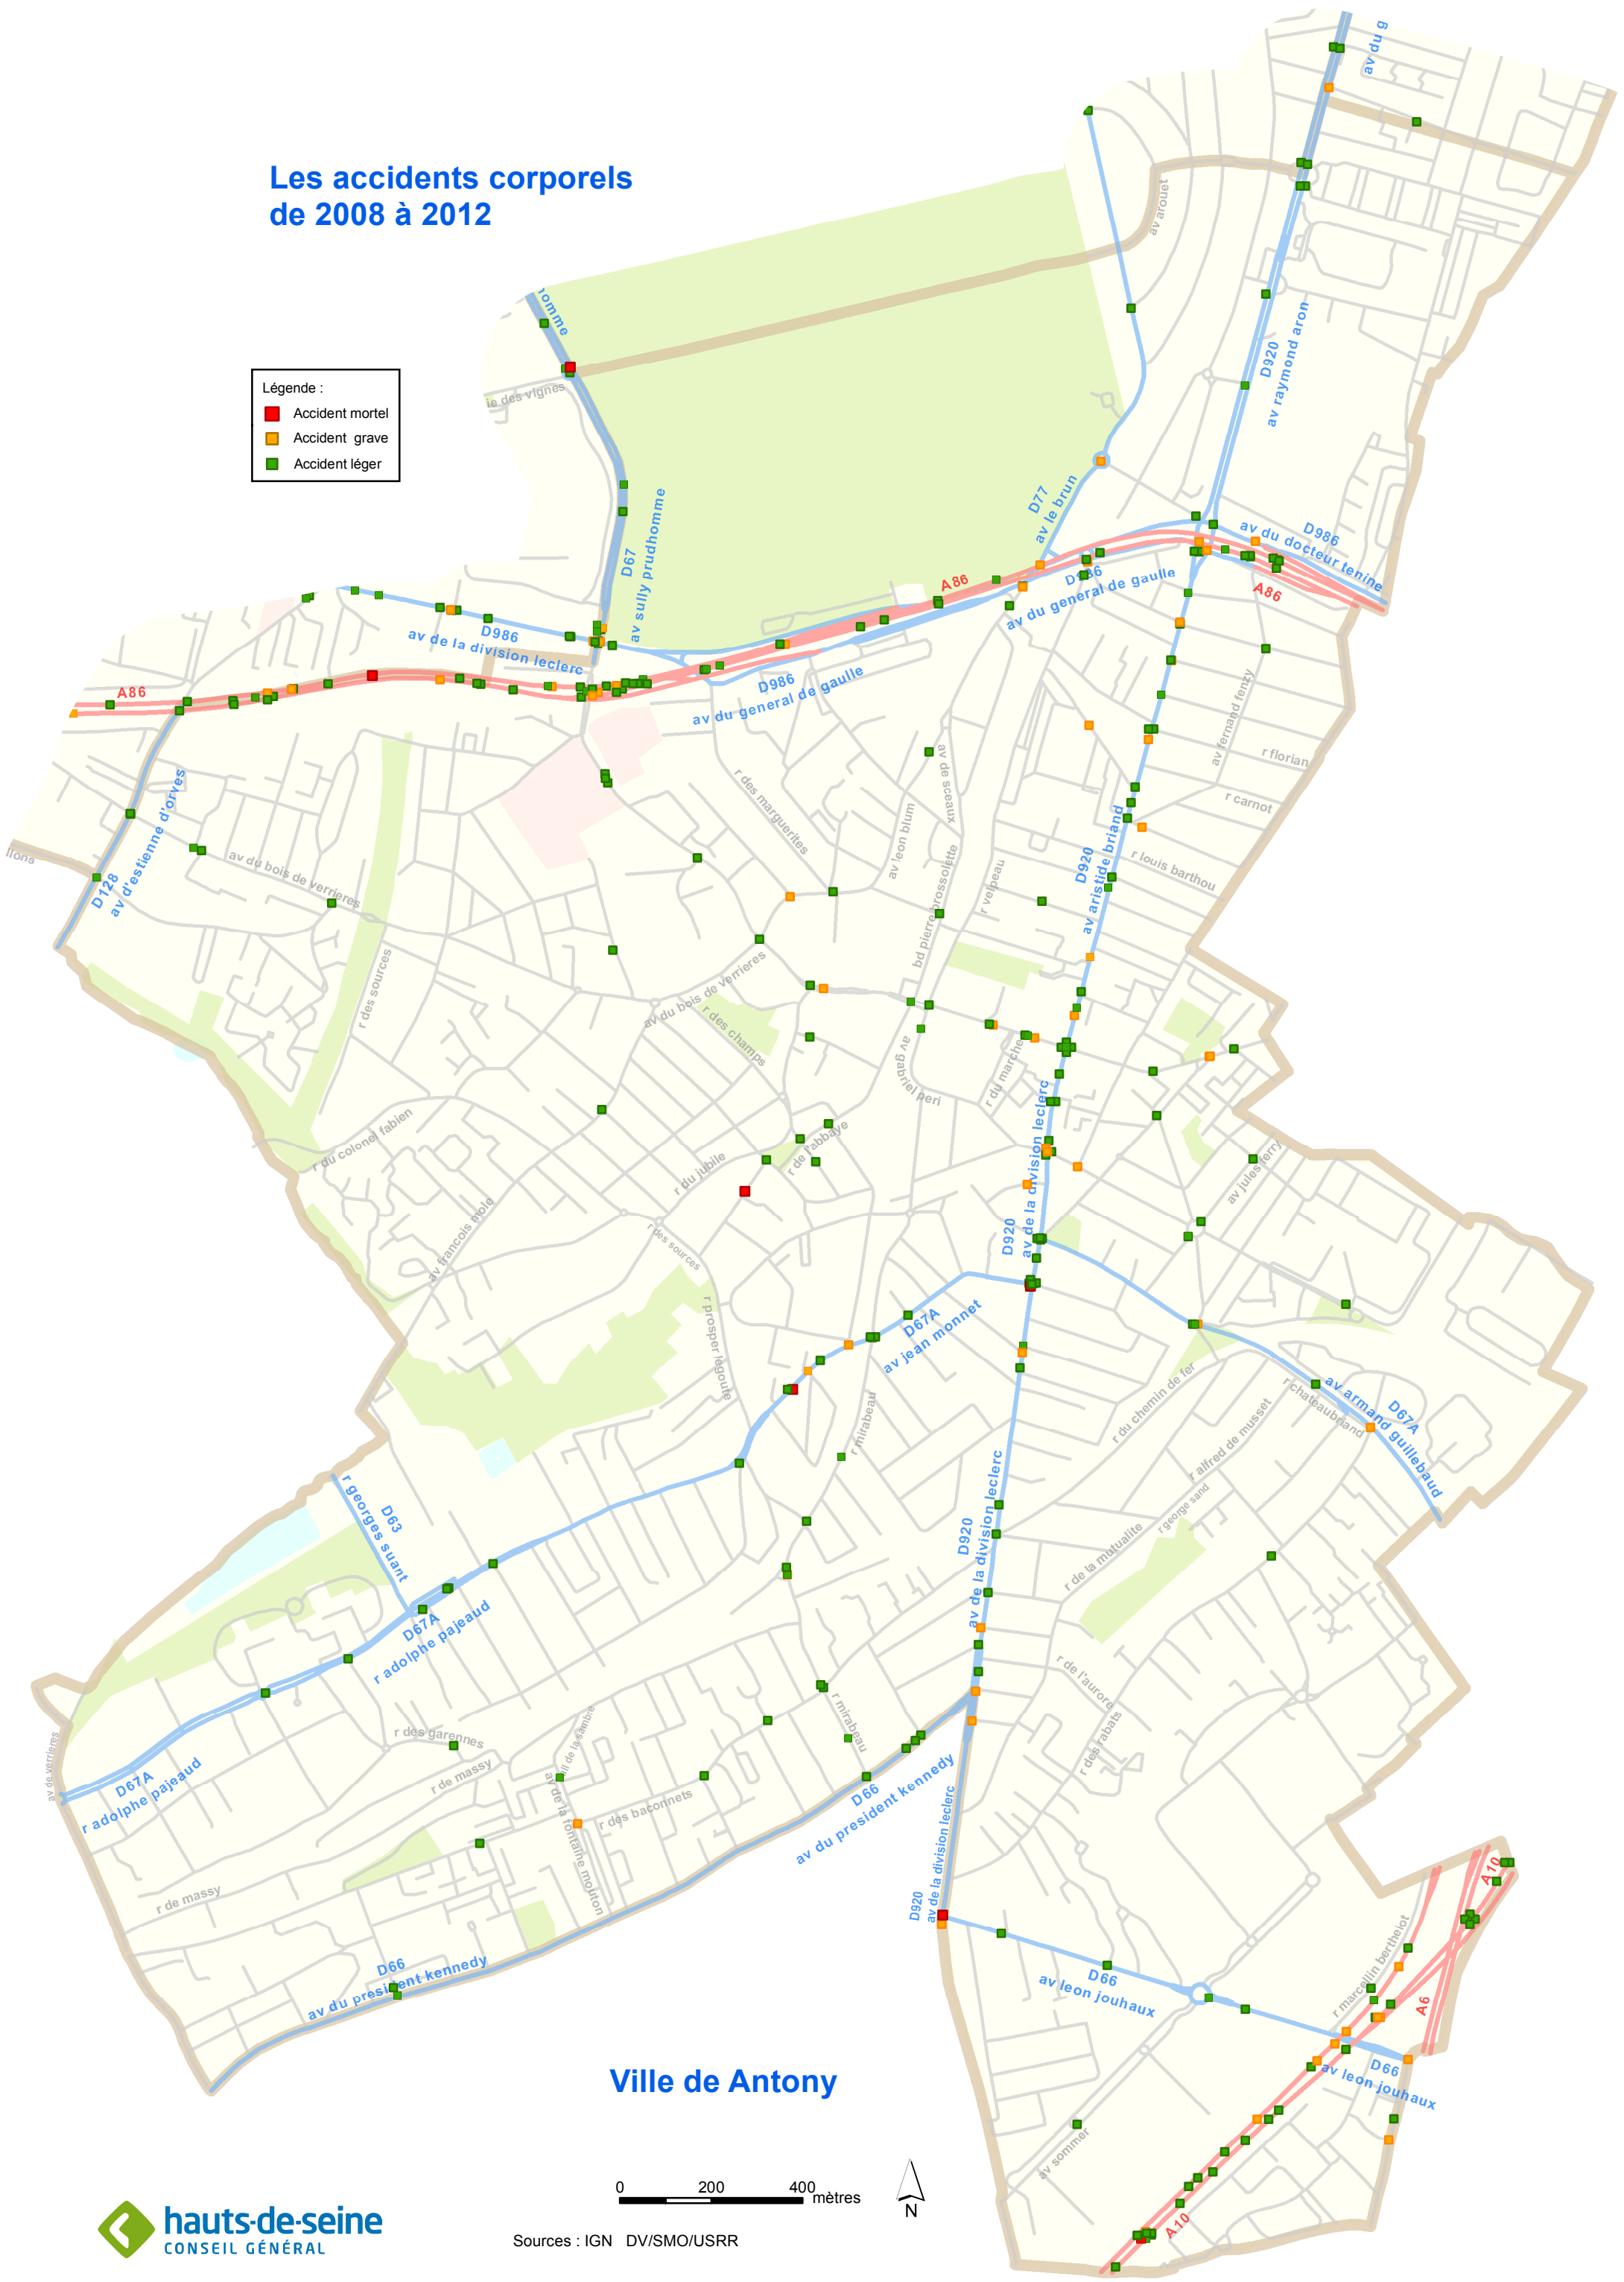 av du g
Les accidents corporels
de 2008 à 2012
av arouet
Légende :
Accident mortel
Accident grave
Accident léger
ie des vignes
D920
av raymond aron
D67
av sully prudhomme
D77
av le brun
D986
av du docteur tenine
A86
D986
av du general de gaulle
A86
D986
av de la division leclerc
A86
D986
av du general de gaulle
av fernand fenzy
r florian
r carnot
r louis barthou
D920
av aristide briand
r des marguerites
av de sceaux
av leon blum
bd pierre brossolette
r velpeau
D128
av d'estienne d'orves
llons
av du bois de verrieres
r des sources
av du bois de verrieres
r des champs
av gabriel peri
r du marche
D920
av de la division leclerc
r du colonel fabien
r du jubile
r de l'abbaye
av jules ferry
av francois mole
r des sources
r prosper legoute
D67A
av jean monnet
r mirabeau
r du chemin de fer
r chateaubriand
D67A
av armand guillebaud
r alfred de musset
r george sand
r de la mutualite
D920
av de la division leclerc
D63
r georges suant
D67A
r adolphe pajeaud
r de l'aurore
r des rabats
r mirabeau
r des garennes
r de massy
av de la fontaine mouton
r des baconnets
av de verrieres
D67A
r adolphe pajeaud
D66
av du president kennedy
D920
av de la division leclerc
r de massy
D66
av du president kennedy
A10
A6
r marcellin berthelot
D66
av leon jouhaux
D66
av leon jouhaux
Ville de Antony
av sommer
A10
0 200 400 mètres
N
hauts-de-seine
CONSEIL GÉNÉRAL
Sources : IGN DV/SMO/USRR